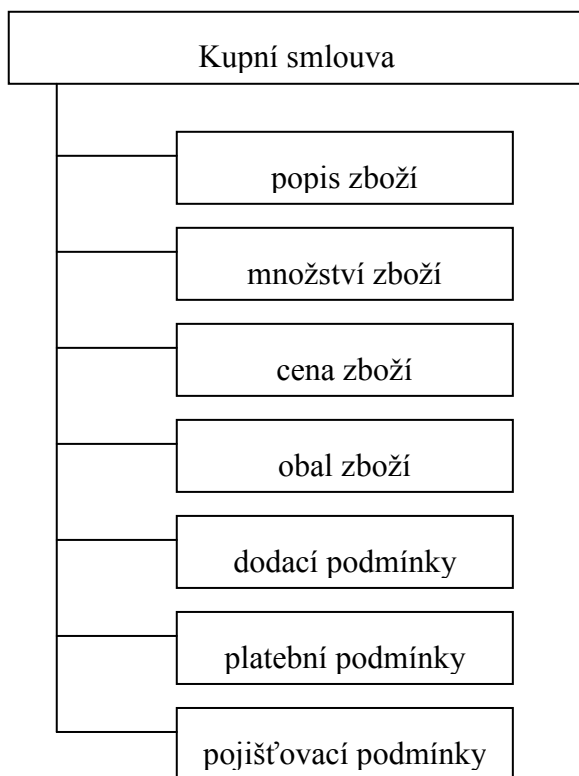 Kupní smlouva
popis zboží
množství zboží
cena zboží
obal zboží
dodací podmínky
platební podmínky
pojišťovací podmínky